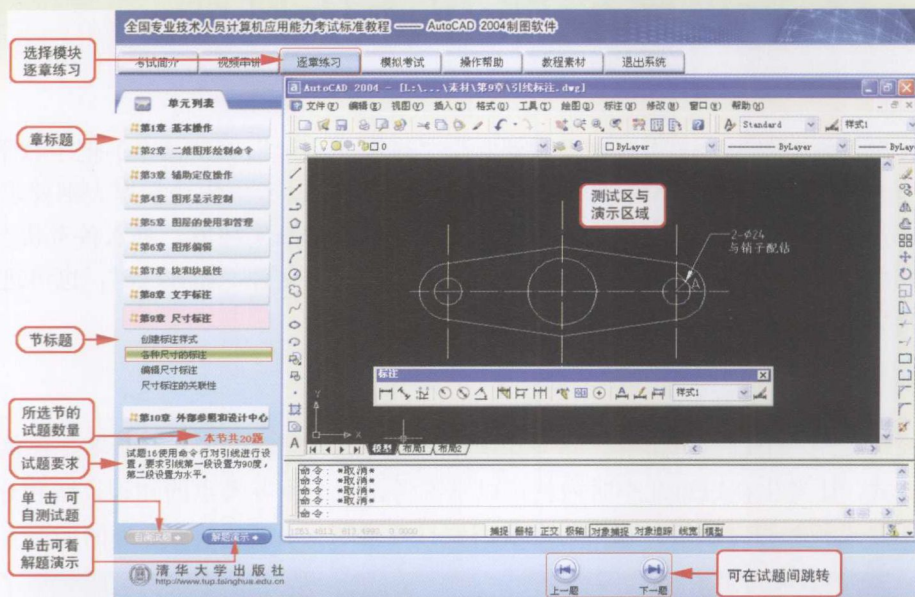 全国专业技术人员计算机应用能力考试标准教程 —— AutoCAD 2004制图软件
选择模块
逐章练习
考试简介 视频串讲 逐章练习 模拟考试 操作帮助 教程素材 退出系统
单元列表
章标题
第1章 基本操作
第2章 二维图形绘制命令
第3章 辅助定位操作
第4章 图形显示控制
第5章 图层的使用和管理
第6章 图形编辑
第7章 块和块属性
第8章 文字标注
第9章 尺寸标注
节标题
创建标注样式
各种尺寸的标注
编辑尺寸标注
尺寸标注的关联性
第10章 外部参照和设计中心
所选节的
试题数量
本节共20题
试题要求
试题16使用命令行对引线进行设
置，要求引线第一段设置为90度，
第二段设置为水平。
单击可
自测试题
自测试题
解题演示
单击可看
解题演示
AutoCAD 2004 - [L:\...\素材\第9章\引线标注.dwg]
文件(F) 编辑(E) 视图(V) 插入(I) 格式(O) 工具(T) 绘图(D) 标注(N) 修改(M) 窗口(W) 帮助(H)
Standard 样式1
0 ByLayer ByLayer ByLay
测试区与
演示区域
2-Φ24
与销子配钻
A
标注
样式1
Y
X
模型 布局1 布局2
命令: *取消*
命令: *取消*
命令: *取消*
命令: *取消*
命令:
捕捉 栅格 正交 极轴 对象捕捉 对象追踪 线宽 模型
清华大学出版社
http://www.tup.tsinghua.edu.cn
上一题 下一题
可在试题间跳转